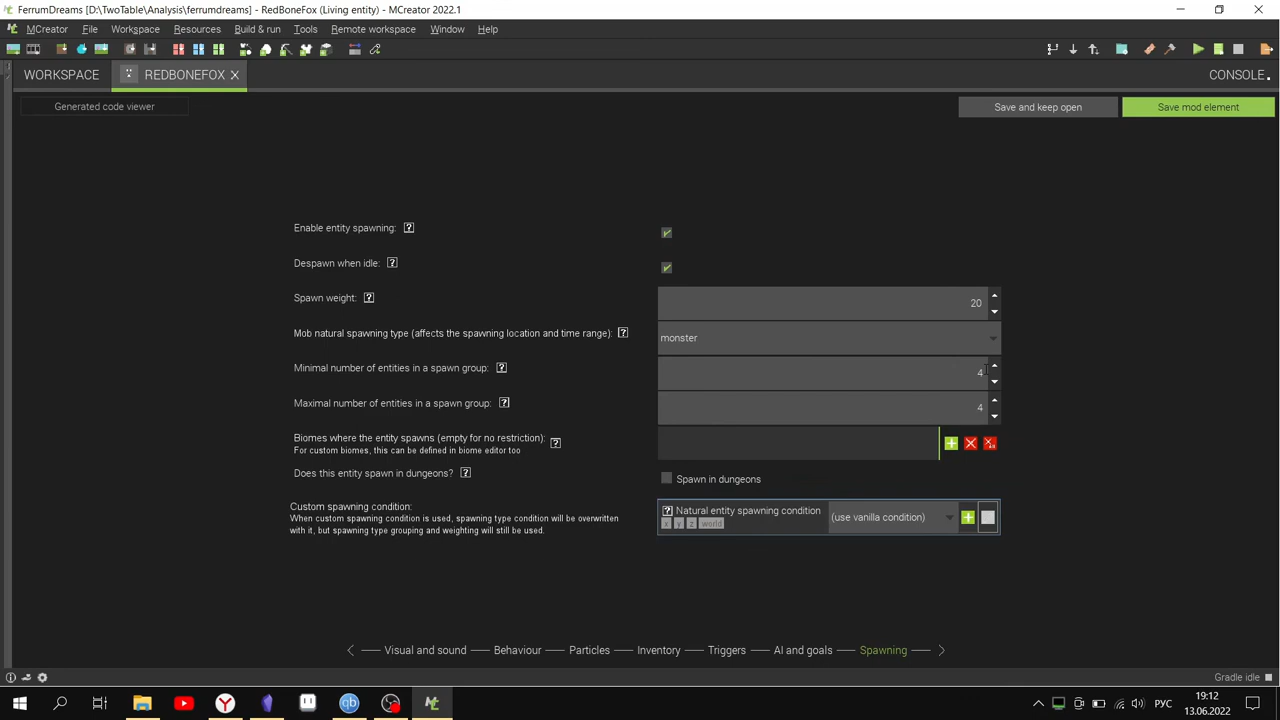 FerrumDreams [D:\TwoTable\Analysis\ferrumdreams] - RedBoneFox (Living entity) - MCreator 2022.1
MCreator File Workspace Resources Build & run Tools Remote workspace Window Help
WORKSPACE REDBONEFOX CONSOLE
Generated code viewer Save and keep open Save mod element
Enable entity spawning: ?
Despawn when idle: ?
Spawn weight: ? 20
Mob natural spawning type (affects the spawning location and time range): ? monster
Minimal number of entities in a spawn group: ? 4
Maximal number of entities in a spawn group: ? 4
Biomes where the entity spawns (empty for no restriction): ?
For custom biomes, this can be defined in biome editor too
Does this entity spawn in dungeons? ? Spawn in dungeons
Custom spawning condition:
When custom spawning condition is used, spawning type condition will be overwritten
with it, but spawning type grouping and weighting will still be used.
? Natural entity spawning condition (use vanilla condition)
x y z world
Visual and sound Behaviour Particles Inventory Triggers AI and goals Spawning
Gradle idle
РУС 19:12
13.06.2022